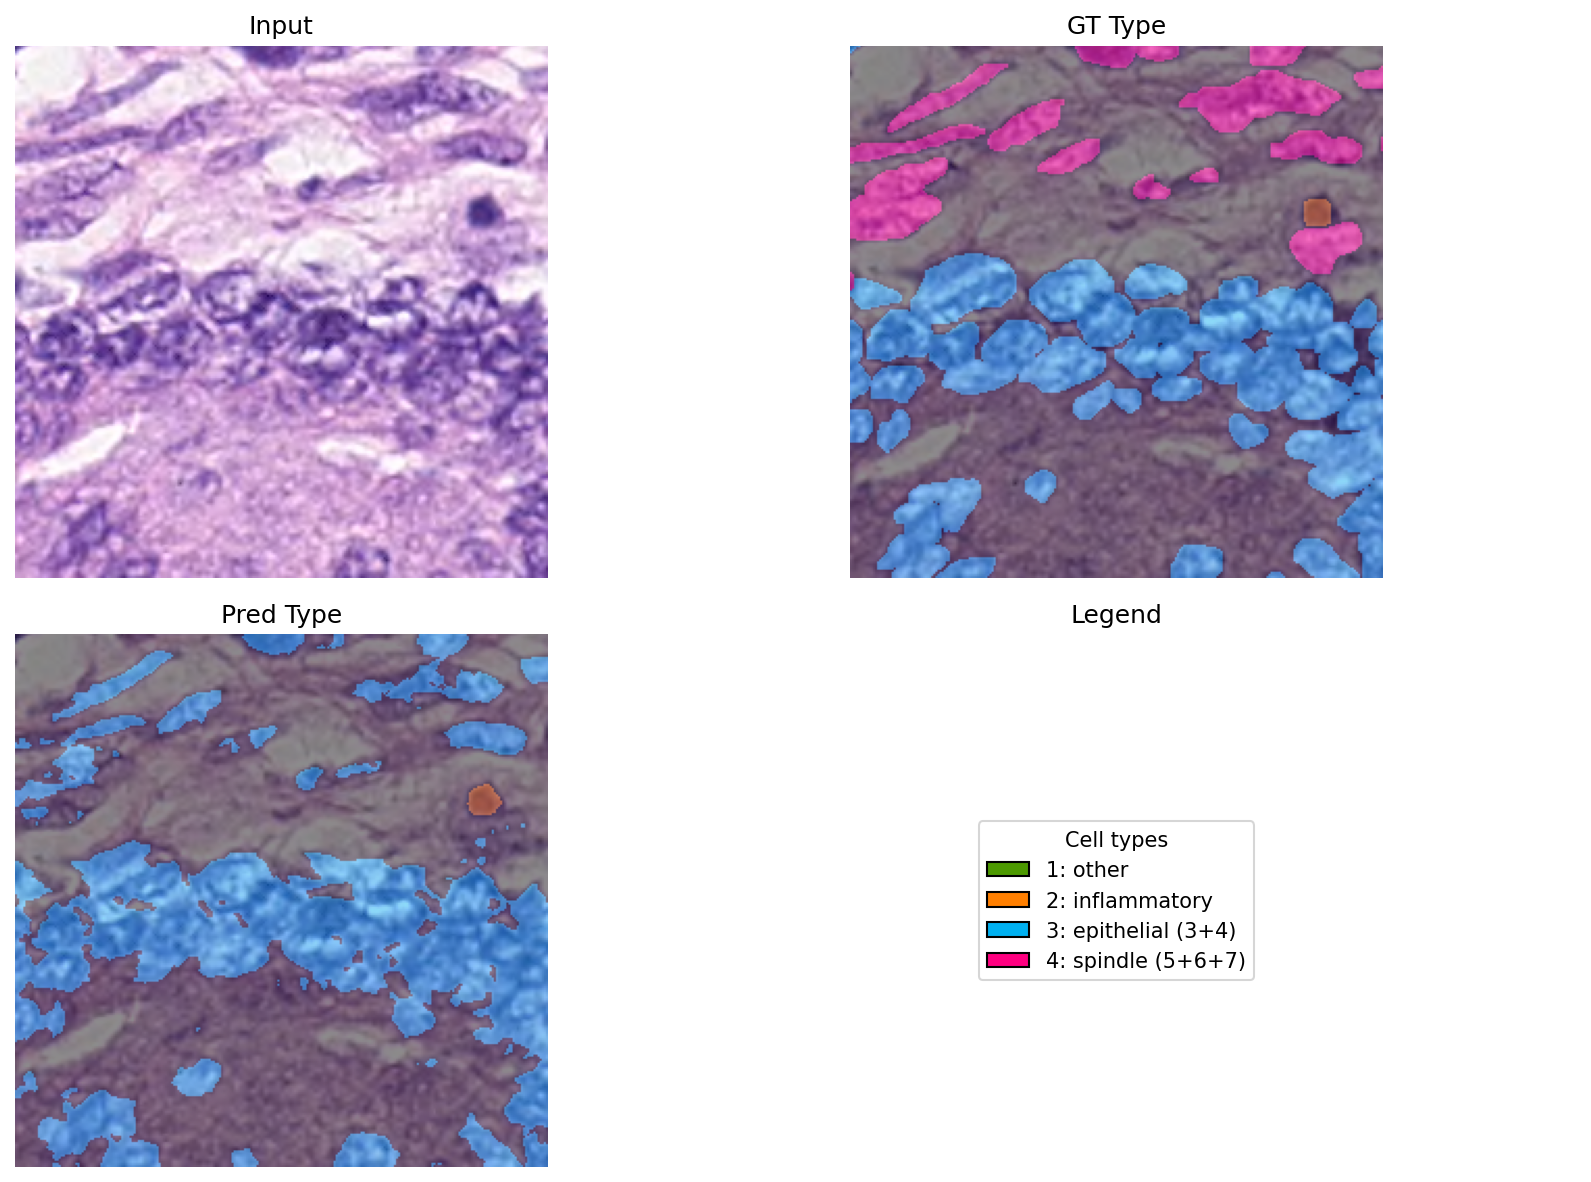 Input
GT Type
Pred Type
Legend
Cell types
1: other
2: inflammatory
3: epithelial (3+4)
4: spindle (5+6+7)